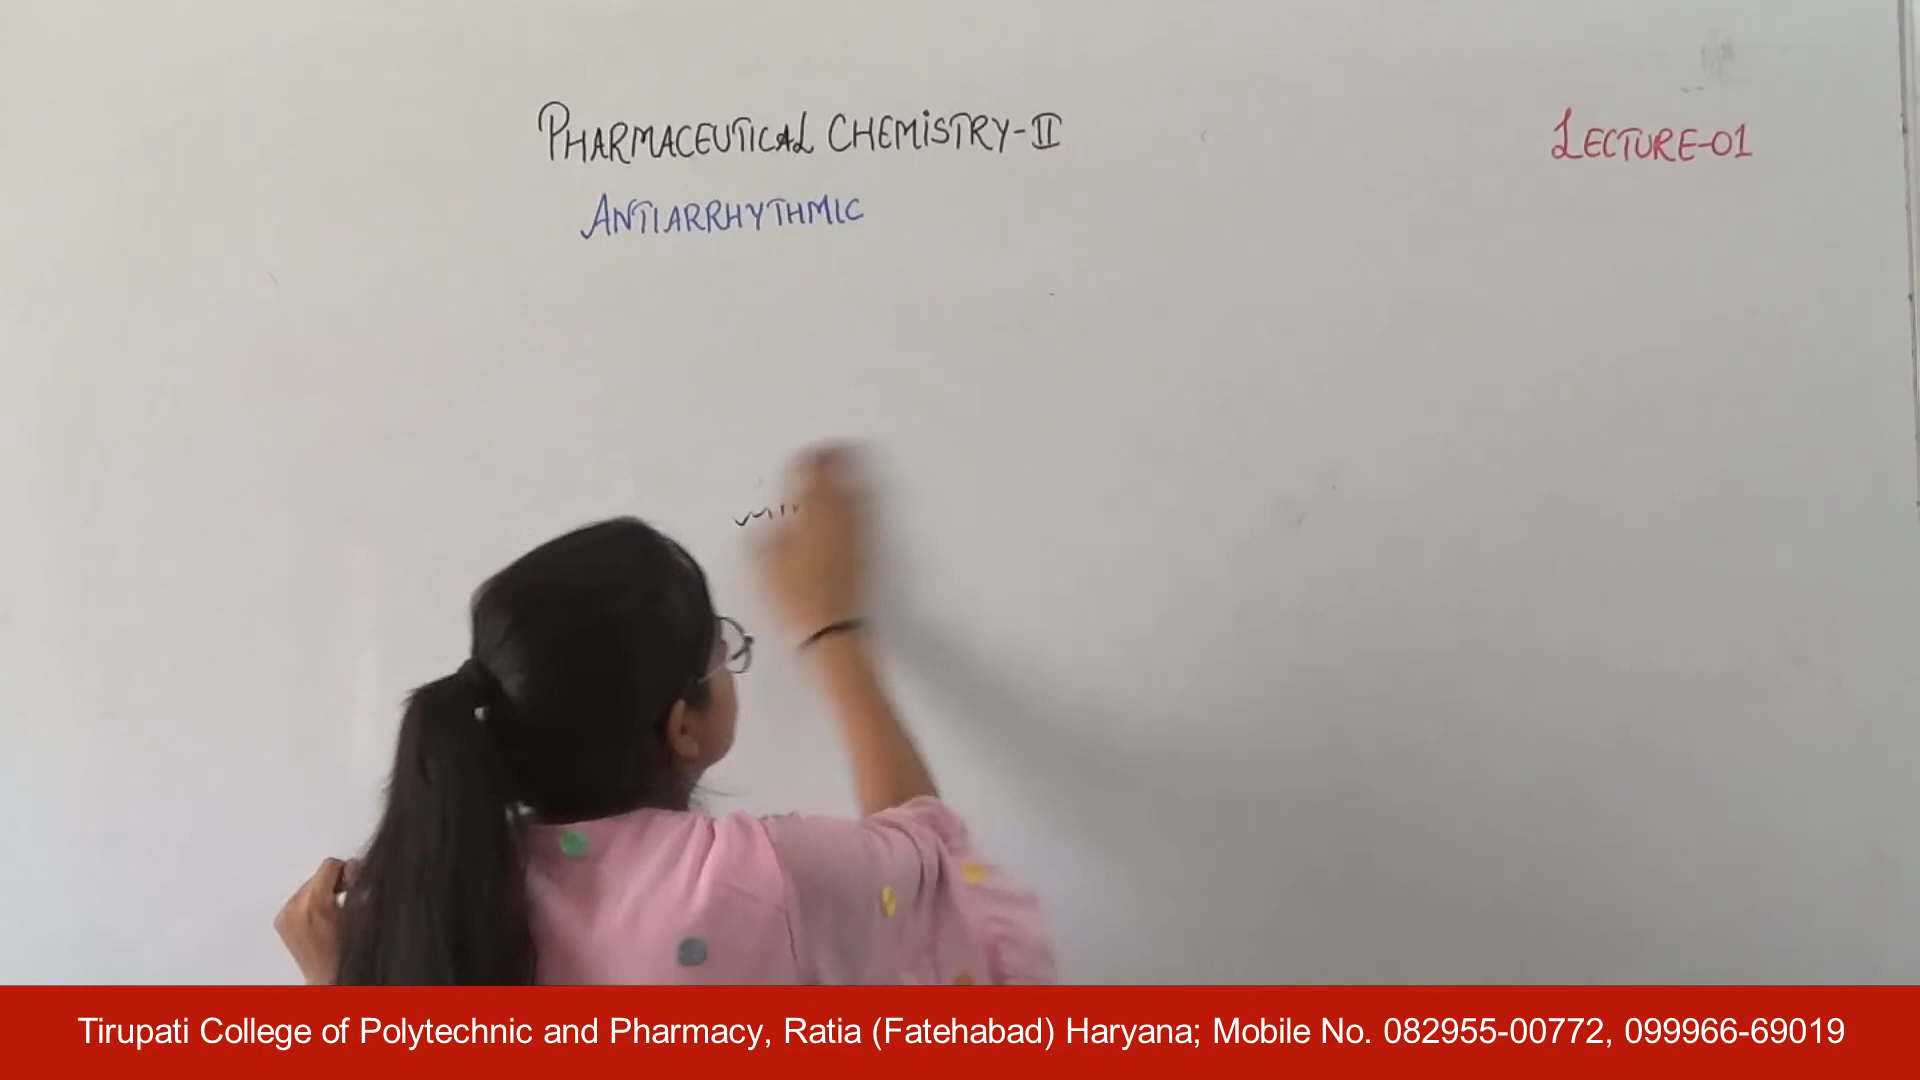 PHARMACEUTICAL CHEMISTRY-II
LECTURE-01
ANTIARRHYTHMIC
Tirupati College of Polytechnic and Pharmacy, Ratia (Fatehabad) Haryana; Mobile No. 082955-00772, 099966-69019